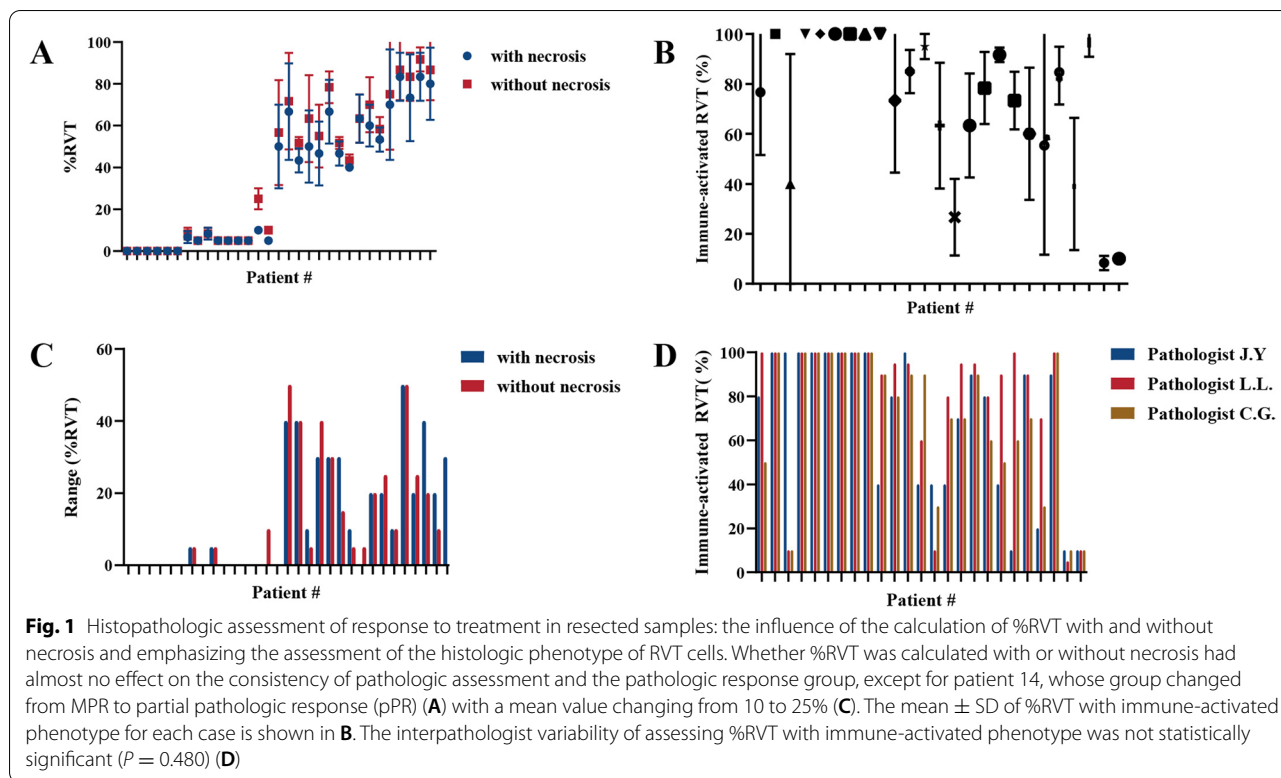 A
%RVT
100
80
60
40
20
0
with necrosis
without necrosis
Patient #
B
Immune-activated RVT (%)
100
80
60
40
20
0
Patient #
C
Range (%RVT)
60
40
20
0
with necrosis
without necrosis
Patient #
D
Immune-activated RVT( %)
100
80
60
40
20
0
Pathologist J.Y
Pathologist L.L.
Pathologist C.G.
Patient #
Fig. 1 Histopathologic assessment of response to treatment in resected samples: the influence of the calculation of %RVT with and without
necrosis and emphasizing the assessment of the histologic phenotype of RVT cells. Whether %RVT was calculated with or without necrosis had
almost no effect on the consistency of pathologic assessment and the pathologic response group, except for patient 14, whose group changed
from MPR to partial pathologic response (pPR) (A) with a mean value changing from 10 to 25% (C). The mean ± SD of %RVT with immune-activated
phenotype for each case is shown in B. The interpathologist variability of assessing %RVT with immune-activated phenotype was not statistically
significant (P = 0.480) (D)